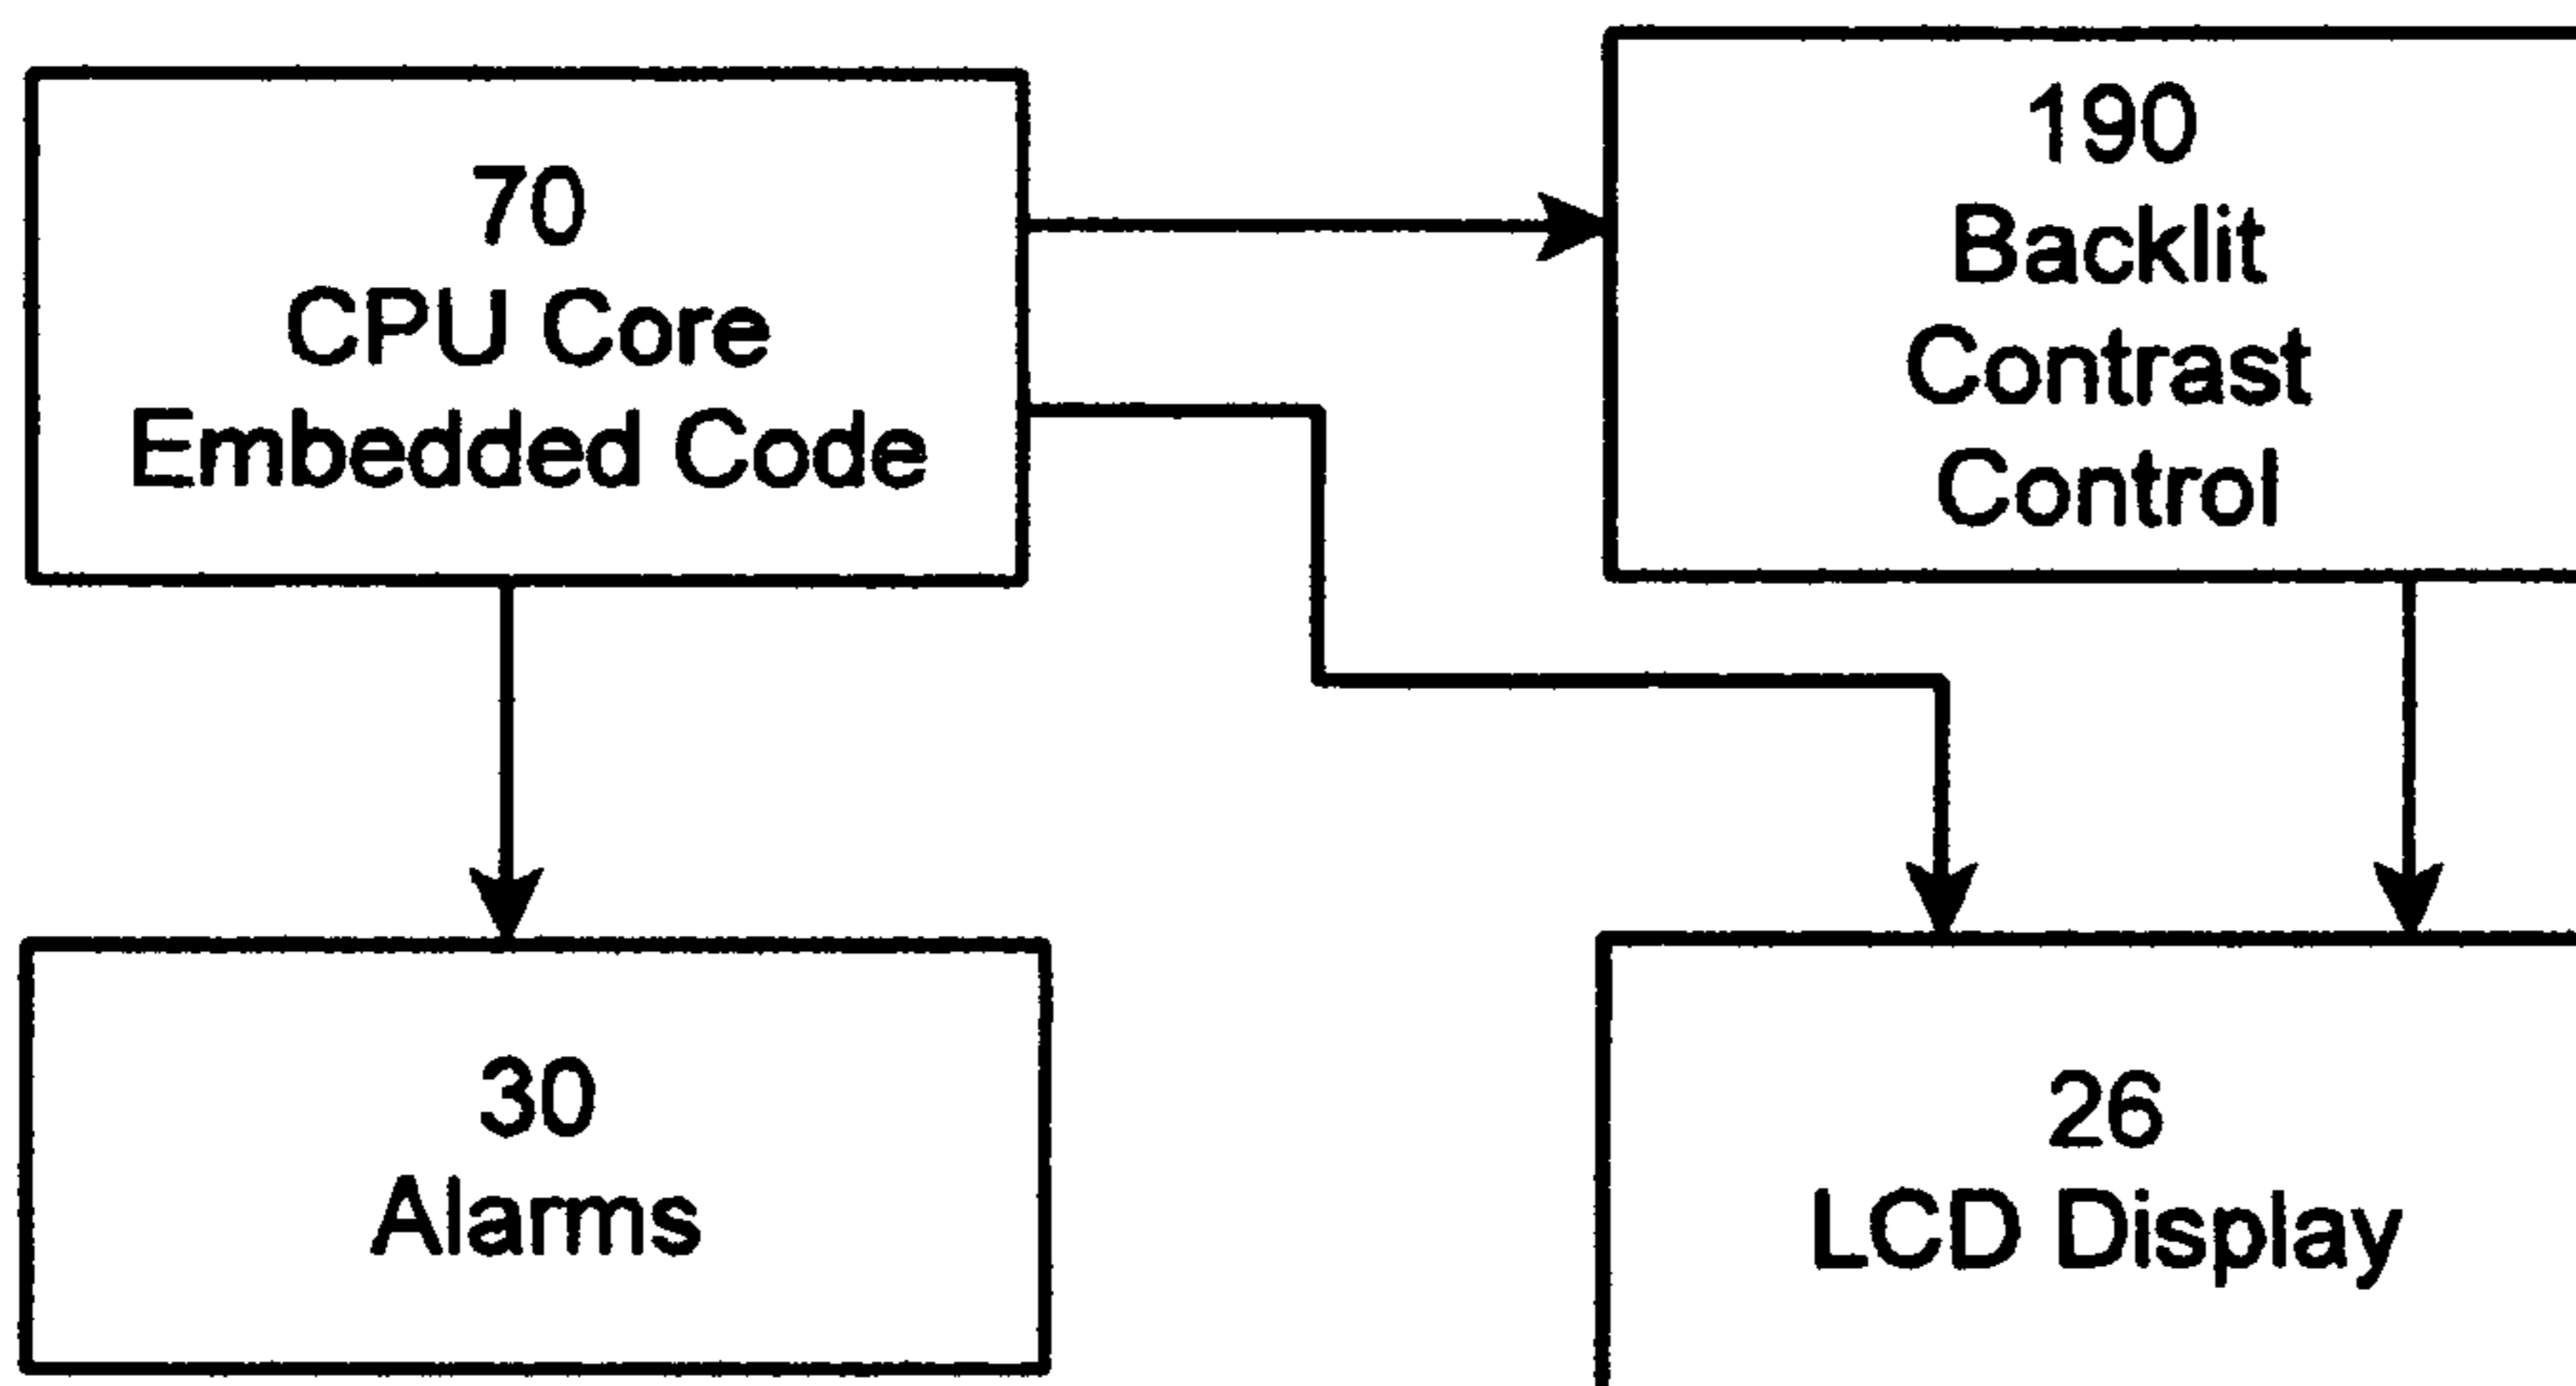 70
CPU Core
Embedded Code
190
Backlit
Contrast
Control
30
Alarms
26
LCD Display